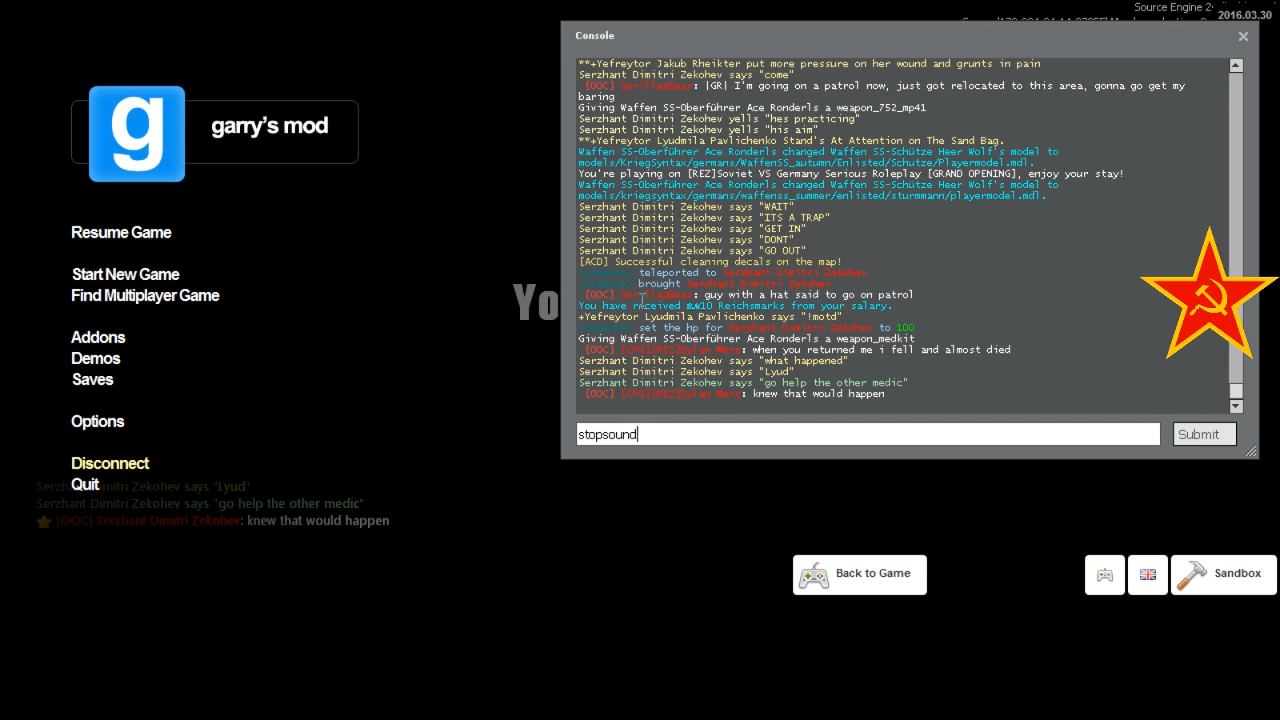 Source Engine 24
2016.03.30
g
garry's mod
Resume Game
Start New Game
Find Multiplayer Game
Addons
Demos
Saves
Options
Disconnect
Quit
Yo
Console
**+Yefreytor Jakub Rheikter put more pressure on her wound and grunts in pain
Serzhant Dimitri Zekohev says "come"
[OOC] : |GR| I'm going on a patrol now, just got relocated to this area, gonna go get my
baring
Giving Waffen SS-Oberführer Ace Ronderls a weapon_752_mp41
Serzhant Dimitri Zekohev yells "hes practicing"
Serzhant Dimitri Zekohev yells "his aim"
**+Yefreytor Lyudmila Pavlichenko Stand's At Attention on The Sand Bag.
Waffen SS-Oberführer Ace Ronderls changed Waffen SS-Schütze Heer Wolf's model to
models/KriegSyntax/germans/WaffenSS_autumn/Enlisted/Schutze/Playermodel.mdl.
You're playing on [REZ]Soviet VS Germany Serious Roleplay [GRAND OPENING], enjoy your stay!
Waffen SS-Oberführer Ace Ronderls changed Waffen SS-Schütze Heer Wolf's model to
models/kriegsyntax/germans/waffenss_summer/enlisted/sturmmann/playermodel.mdl.
Serzhant Dimitri Zekohev says "WAIT"
Serzhant Dimitri Zekohev says "ITS A TRAP"
Serzhant Dimitri Zekohev says "GET IN"
Serzhant Dimitri Zekohev says "DONT"
Serzhant Dimitri Zekohev says "GO OUT"
[ACD] Successful cleaning decals on the map!
teleported to Serzhant Dimitri Zekohev
brought Serzhant Dimitri Zekohev
[OOC] : guy with a hat said to go on patrol
You have received 10 Reichsmarks from your salary.
+Yefreytor Lyudmila Pavlichenko says "!motd"
set the hp for Serzhant Dimitri Zekohev to 100
Giving Waffen SS-Oberführer Ace Ronderls a weapon_medkit
[OOC] : when you returned me i fell and almost died
Serzhant Dimitri Zekohev says "what happened"
Serzhant Dimitri Zekohev says "Lyud"
Serzhant Dimitri Zekohev says "go help the other medic"
[OOC] : knew that would happen
stopsound
Submit
Serzhant Dimitri Zekohev says "Lyud"
Serzhant Dimitri Zekohev says "go help the other medic"
[OOC] Serzhant Dimitri Zekohev: knew that would happen
Back to Game
Sandbox